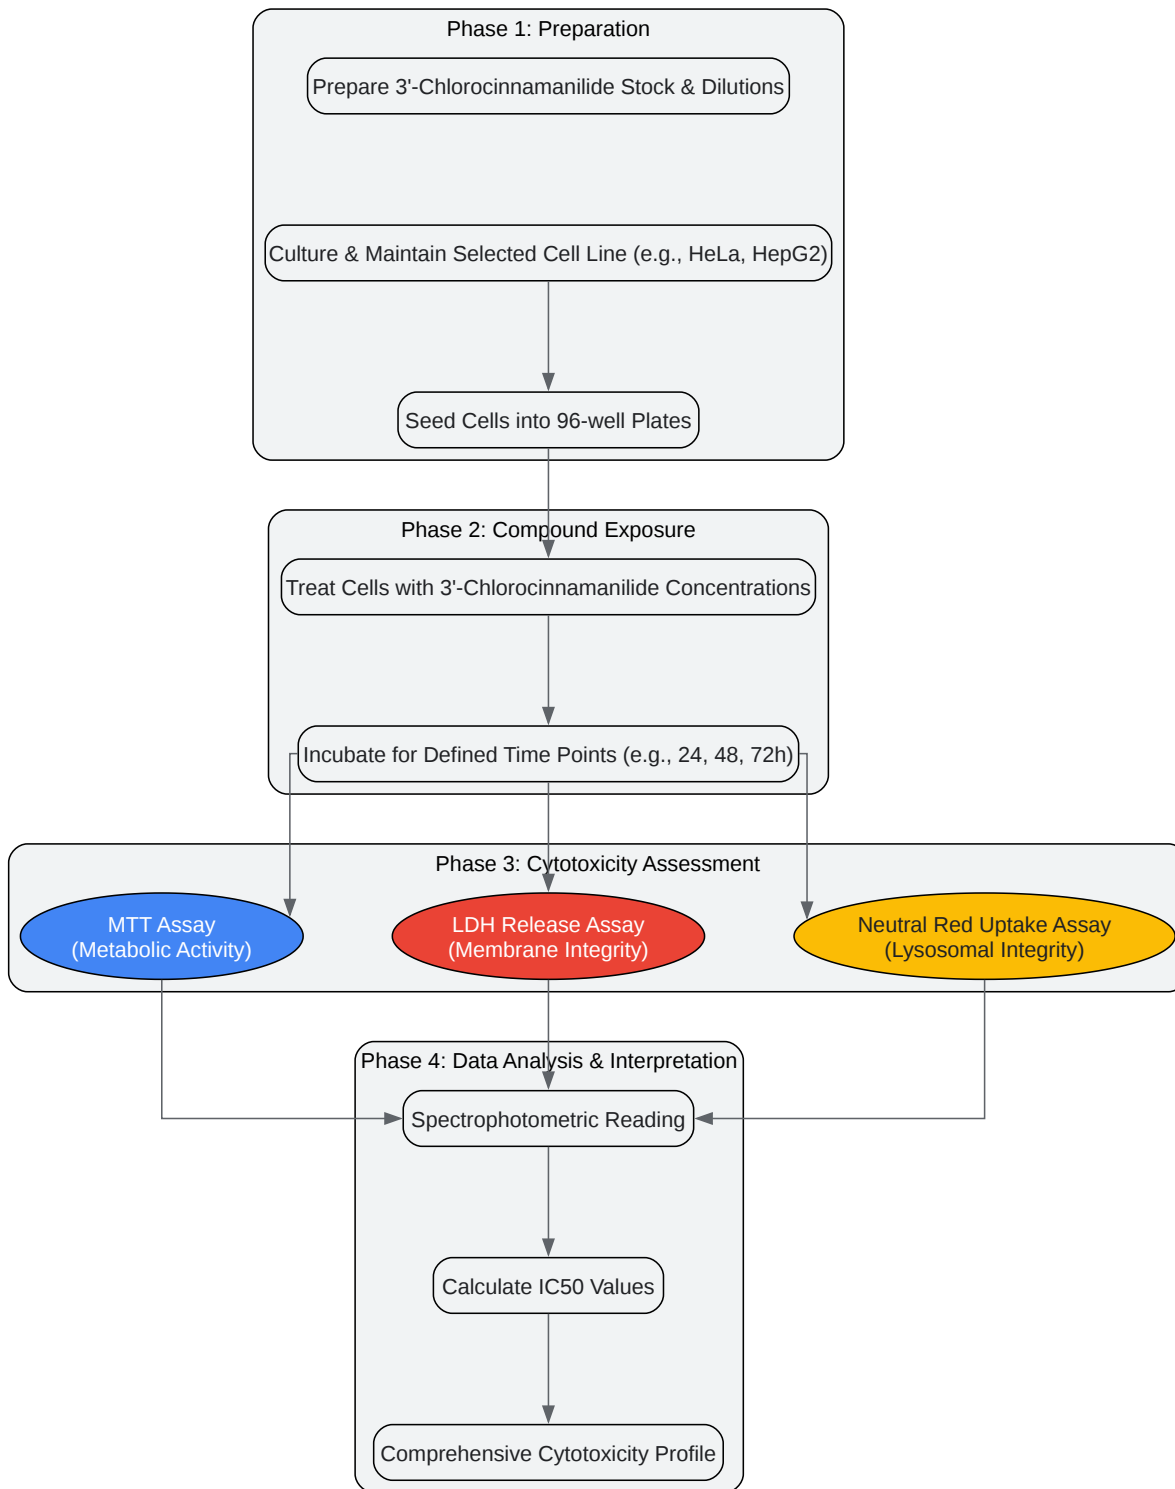 Phase 1: Preparation
Prepare 3'-Chlorocinnamanilide Stock & Dilutions
Culture & Maintain Selected Cell Line (e.g., HeLa, HepG2)
Seed Cells into 96-well Plates
Phase 2: Compound Exposure
Treat Cells with 3'-Chlorocinnamanilide Concentrations
Incubate for Defined Time Points (e.g., 24, 48, 72h)
Phase 3: Cytotoxicity Assessment
MTT Assay
(Metabolic Activity)
LDH Release Assay
(Membrane Integrity)
Neutral Red Uptake Assay
(Lysosomal Integrity)
Phase 4: Data Analysis & Interpretation
Spectrophotometric Reading
Calculate IC50 Values
Comprehensive Cytotoxicity Profile